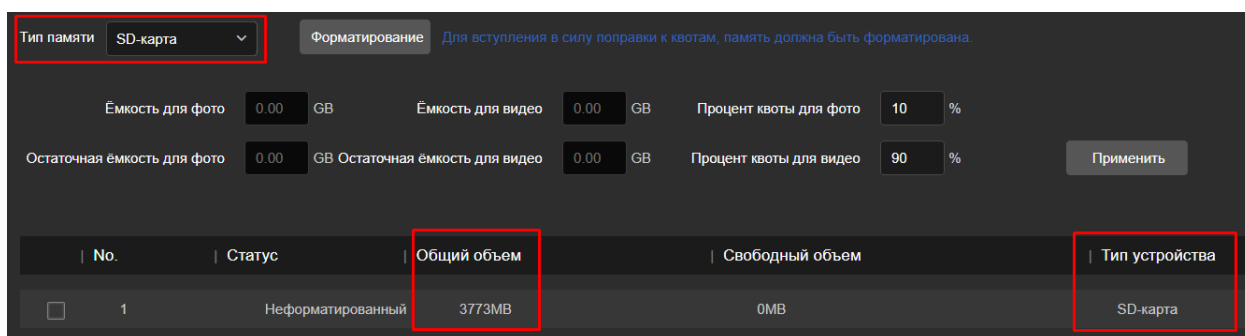 Тип памяти SD-карта Форматирование Для вступления в силу поправки к квотам, память должна быть форматирована.
Ёмкость для фото 0.00 GB Ёмкость для видео 0.00 GB Процент квоты для фото 10 %
Остаточная ёмкость для фото 0.00 GB Остаточная ёмкость для видео 0.00 GB Процент квоты для видео 90 % Применить
No. Статус Общий объем Свободный объем Тип устройства
1 Неформатированный 3773MB 0MB SD-карта